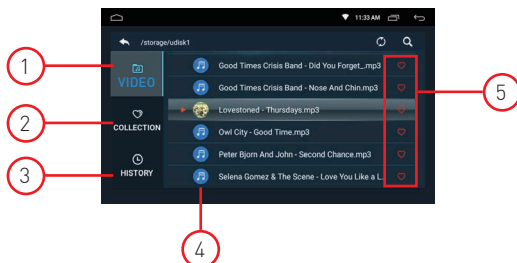 11:33 AM
/storage/udisk1
VIDEO
COLLECTION
HISTORY
Good Times Crisis Band - Did You Forget_.mp3
Good Times Crisis Band - Nose And Chin.mp3
Lovestoned - Thursdays.mp3
Owl City - Good Time.mp3
Peter Bjorn And John - Second Chance.mp3
Selena Gomez & The Scene - Love You Like a L..
1
2
3
4
5